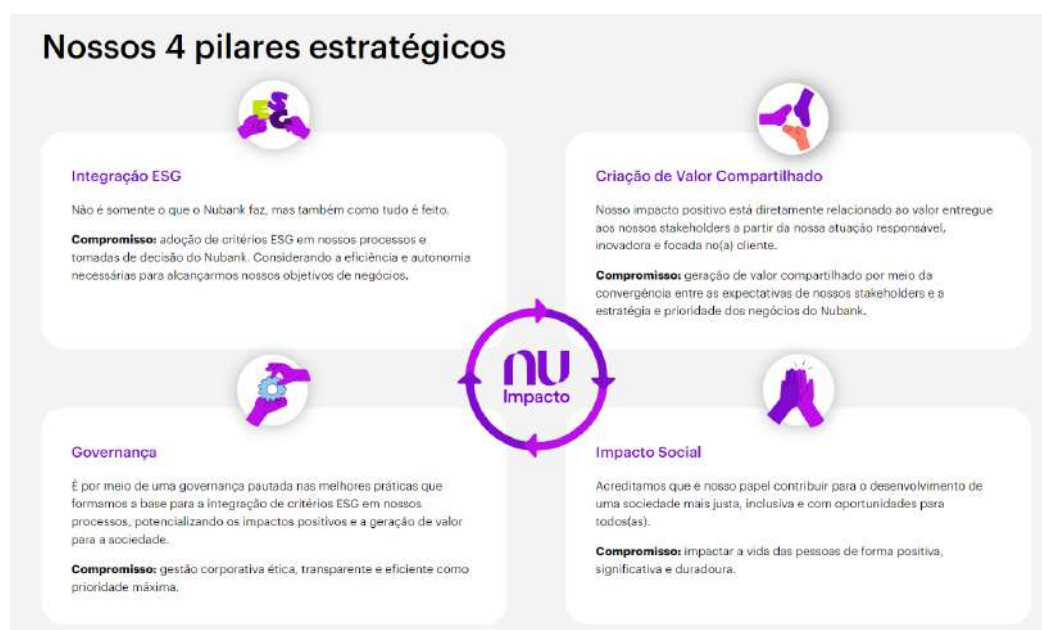 Nossos 4 pilares estratégicos
ESG
Integração ESG
Não é somente o que o Nubank faz, mas também como tudo é feito.
Compromisso: adoção de critérios ESG em nossos processos e
tomadas de decisão do Nubank. Considerando a eficiência e autonomia
necessárias para alcançarmos nossos objetivos de negócios.
Criação de Valor Compartilhado
Nosso impacto positivo está diretamente relacionado ao valor entregue
aos nossos stakeholders a partir da nossa atuação responsável,
inovadora e focada no(a) cliente.
Compromisso: geração de valor compartilhado por meio da
convergência entre as expectativas de nossos stakeholders e a
estratégia e prioridade dos negócios do Nubank.
nu
Impacto
Governança
É por meio de uma governança pautada nas melhores práticas que
formamos a base para a integração de critérios ESG em nossos
processos, potencializando os impactos positivos e a geração de valor
para a sociedade.
Compromisso: gestão corporativa ética, transparente e eficiente como
prioridade máxima.
Impacto Social
Acreditamos que é nosso papel contribuir para o desenvolvimento de
uma sociedade mais justa, inclusiva e com oportunidades para
todos(as).
Compromisso: impactar a vida das pessoas de forma positiva,
significativa e duradoura.